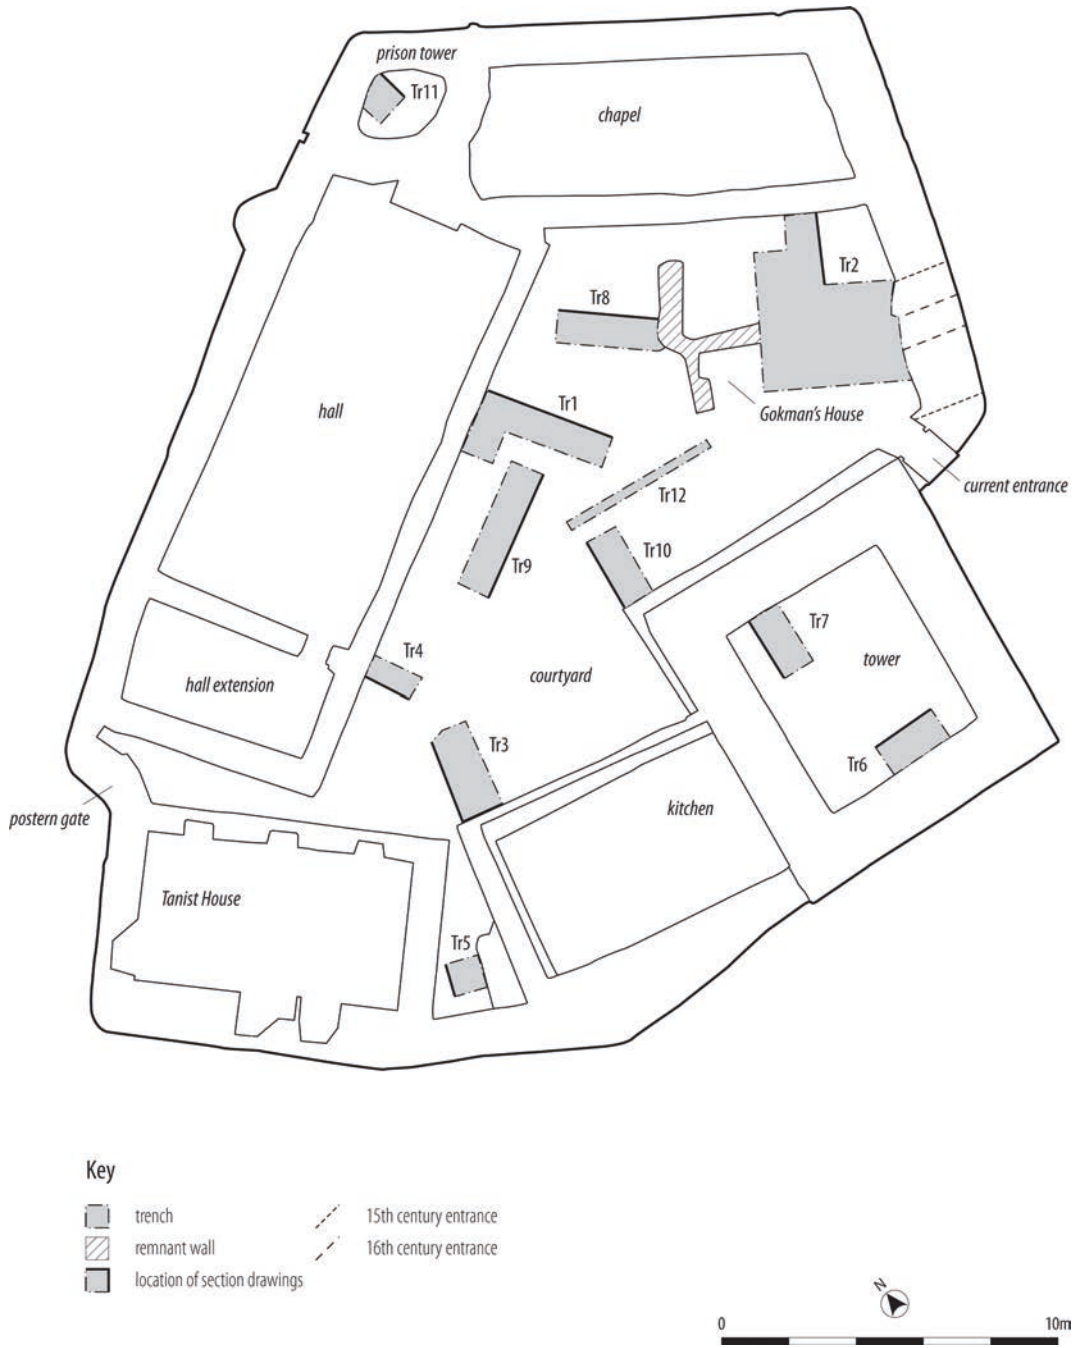 prison tower
Tr11
chapel
Tr2
Tr8
hall
Tr1
Gokman's House
current entrance
Tr12
Tr10
Tr9
Tr7
tower
Tr4
hall extension
courtyard
Tr3
Tr6
postern gate
kitchen
Tanist House
Tr5
Key
trench
15th century entrance
remnant wall
16th century entrance
location of section drawings
N
0
10m